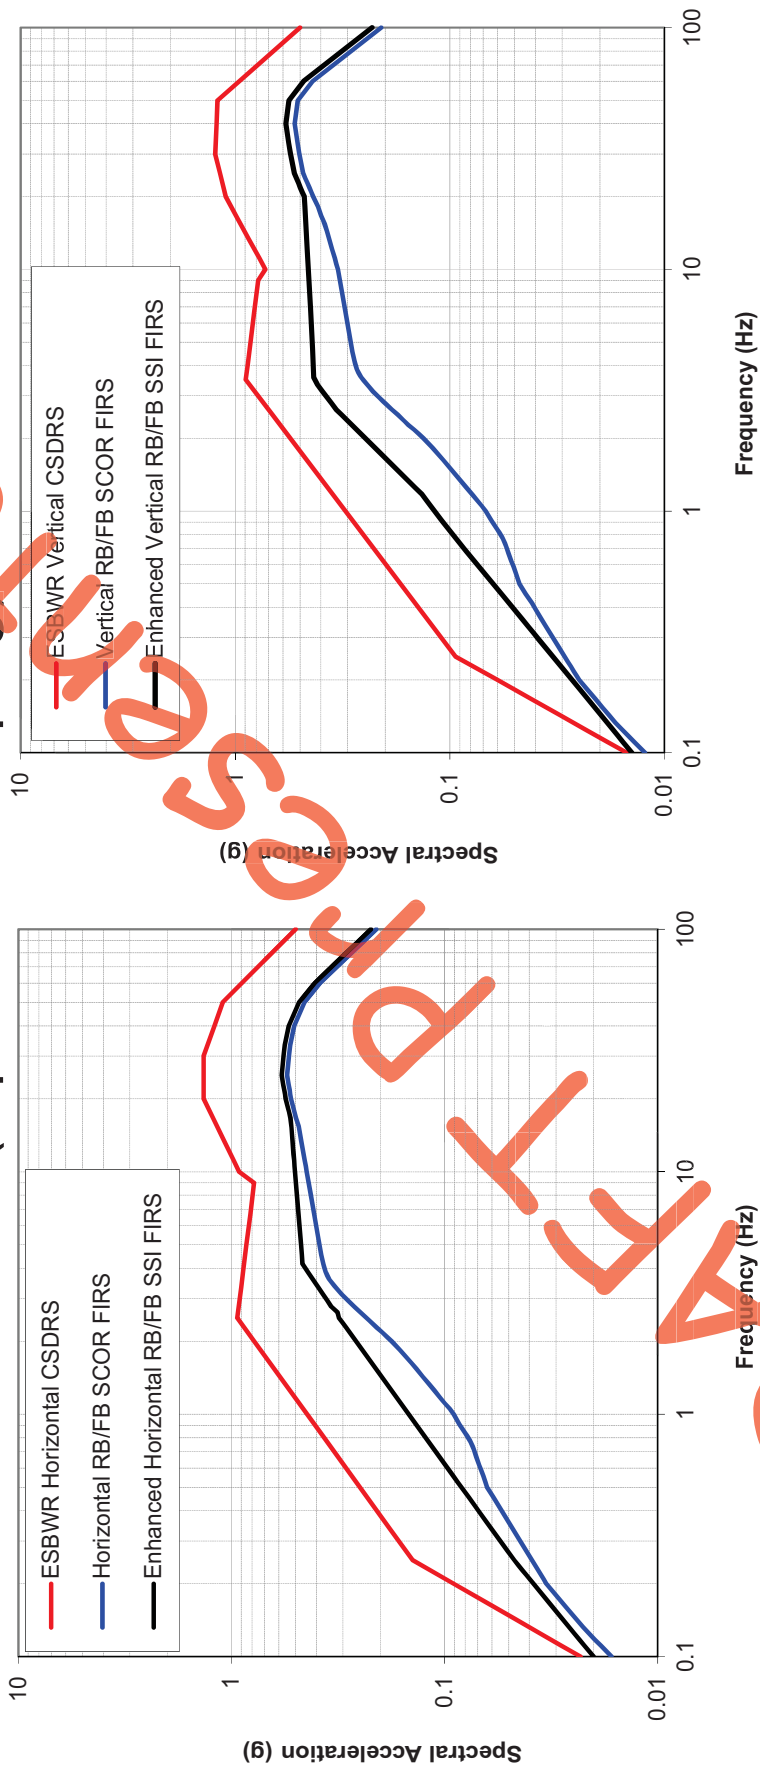 10
1
0.1
0.01
Spectral Acceleration (g)
0.1
1
10
100
Frequency (Hz)
ESBWR Horizontal CSDRS
Horizontal RB/FB SCOR FIRS
Enhanced Horizontal RB/FB SSI FIRS
10
1
0.1
0.01
Spectral Acceleration (g)
0.1
1
10
100
Frequency (Hz)
ESBWR Vertical CSDRS
Vertical RB/FB SCOR FIRS
Enhanced Vertical RB/FB SSI FIRS
AFT Presen